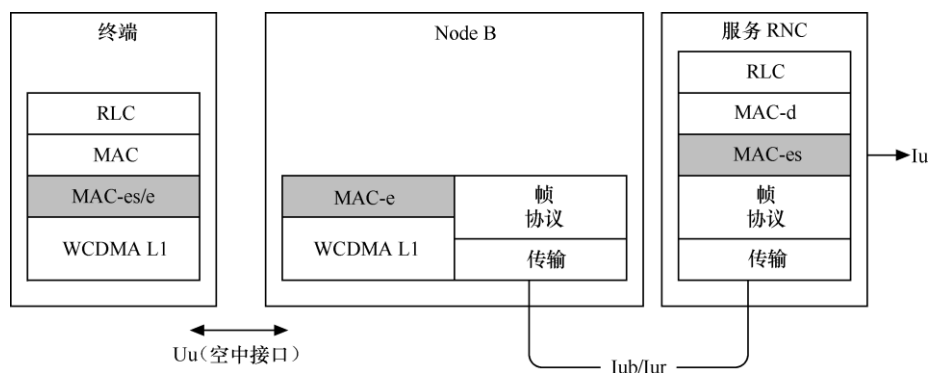 终端
RLC
MAC
MAC-es/e
WCDMA L1
Uu(空中接口)
Node B
MAC-e
WCDMA L1
帧
协议
传输
服务 RNC
RLC
MAC-d
MAC-es
帧
协议
传输
Iu
Iub/Iur